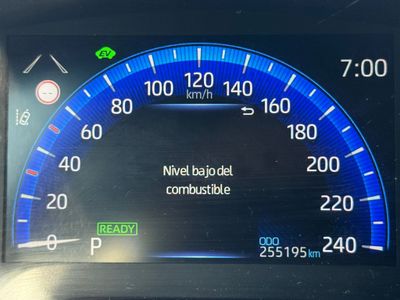 EV
7:00
120
100 140
km/h
80 160
60 180
40 200
Nivel bajo del
combustible
20 220
READY
ODO
0 P 255195 km 240